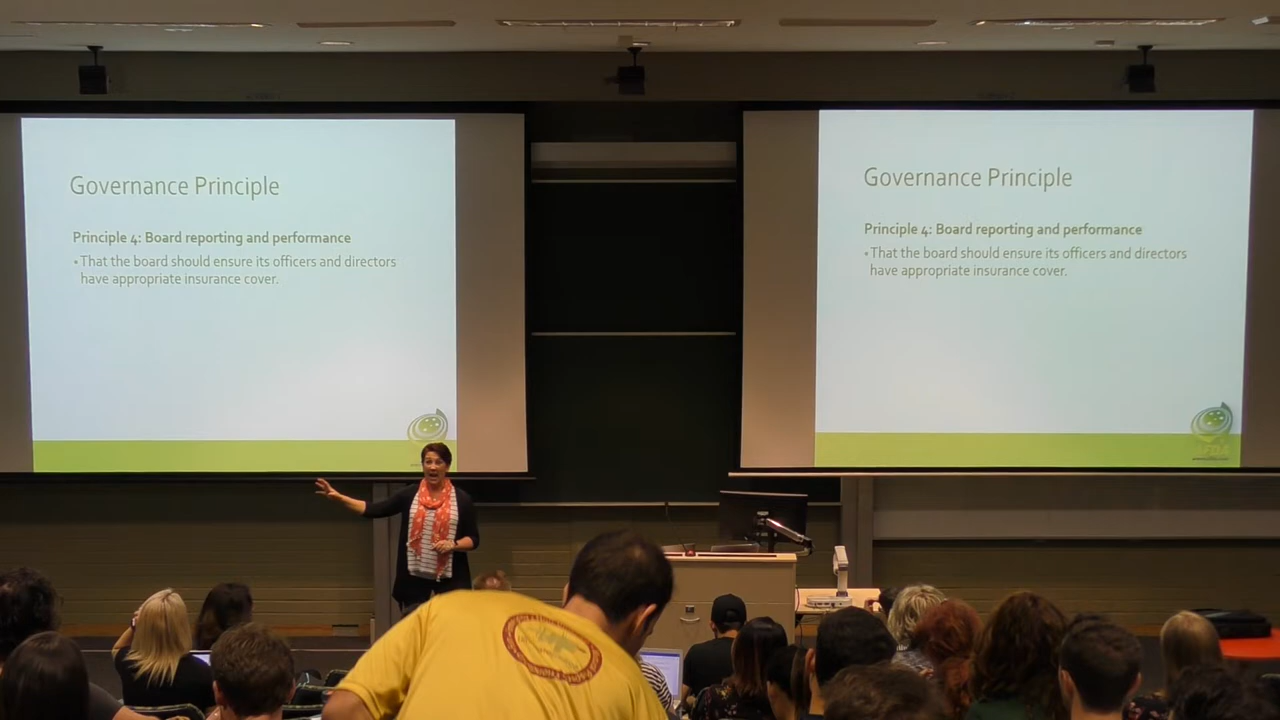 Governance Principle
Principle 4: Board reporting and performance
•That the board should ensure its officers and directors
have appropriate insurance cover.
Governance Principle
Principle 4: Board reporting and performance
•That the board should ensure its officers and directors
have appropriate insurance cover.